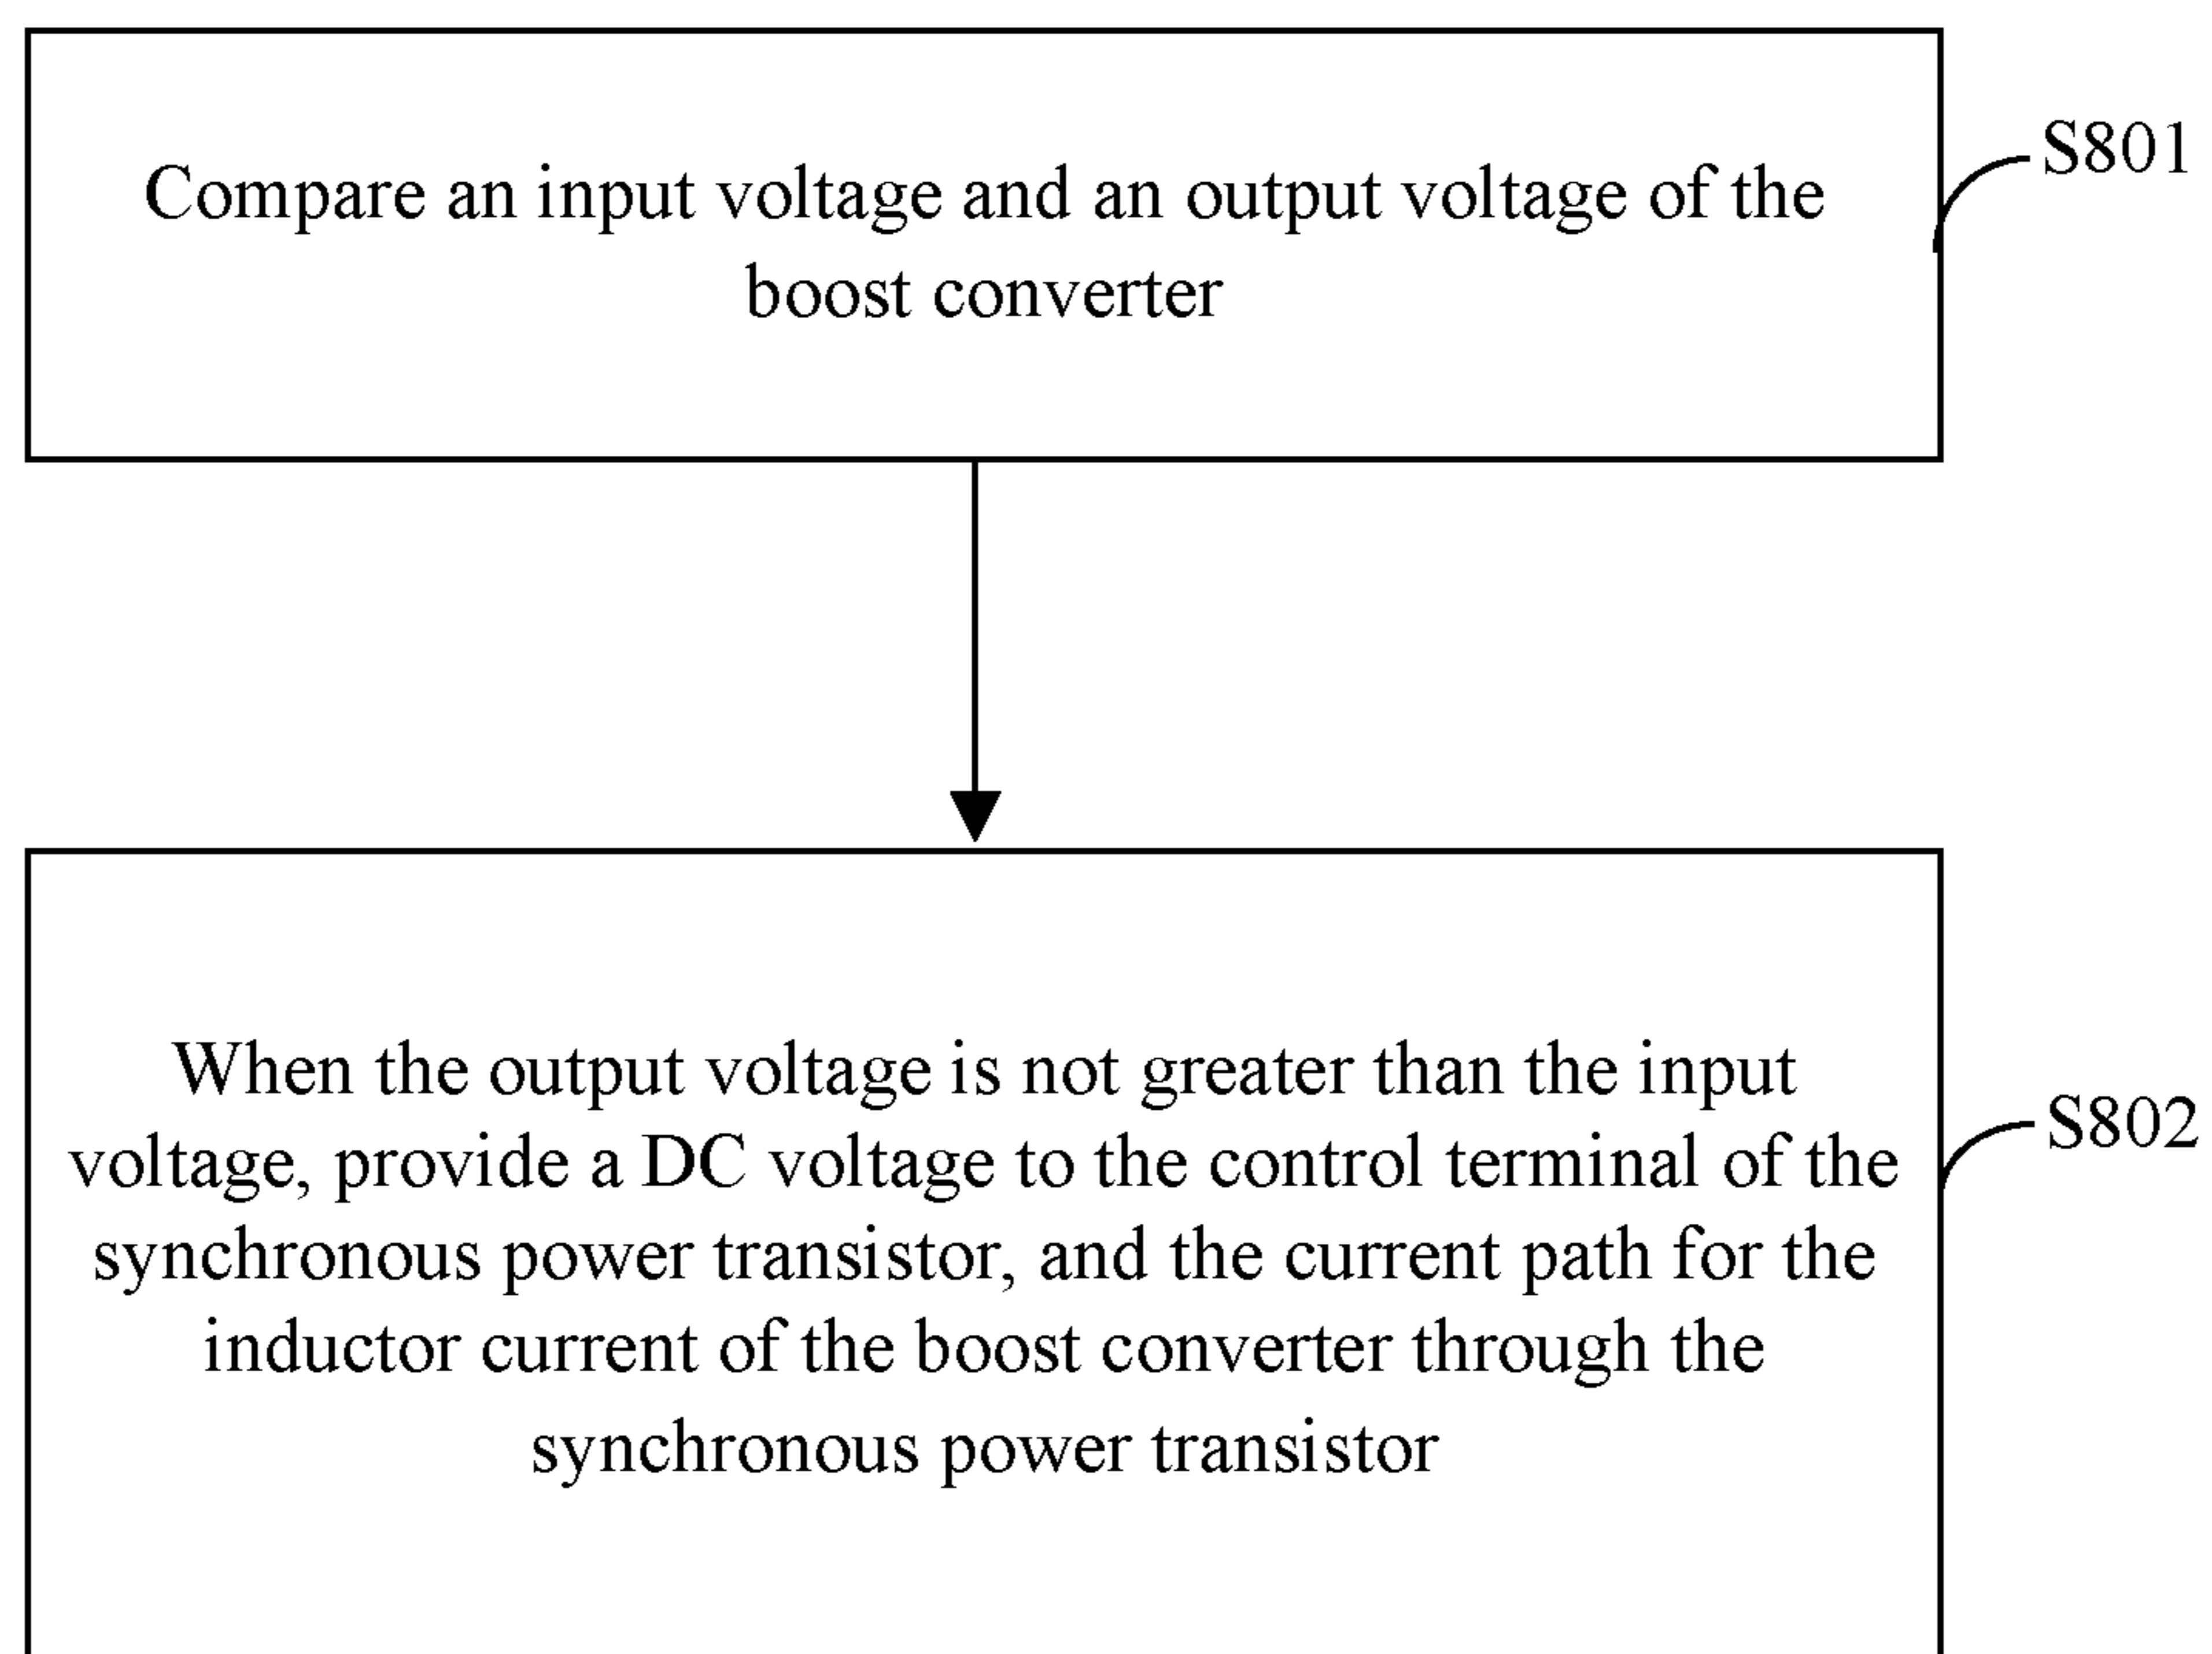 Compare an input voltage and an output voltage of the
boost converter
S801
When the output voltage is not greater than the input
voltage, provide a DC voltage to the control terminal of the
synchronous power transistor, and the current path for the
inductor current of the boost converter through the
synchronous power transistor
S802